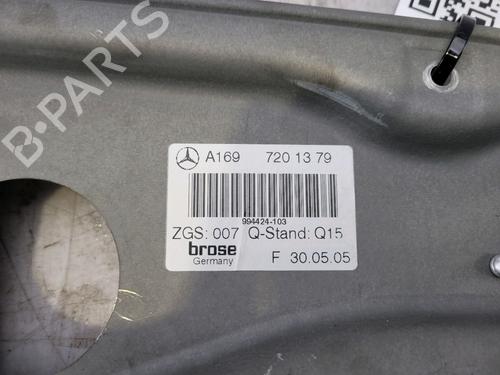 B-PARTS
A169 720 13 79
994424-103
ZGS: 007 Q-Stand: Q15
brose
Germany F 30.05.05